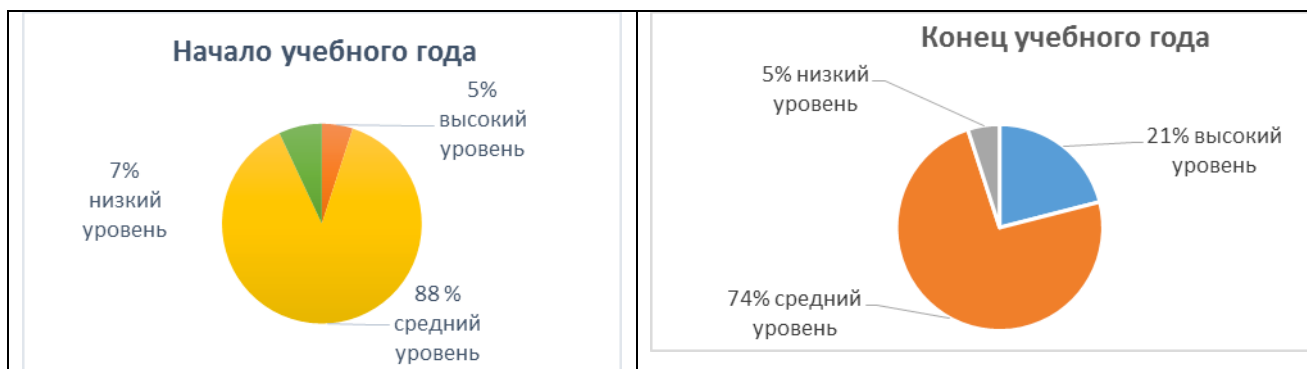 Начало учебного года
5%
высокий
уровень
7%
низкий
уровень
88 %
средний
уровень
Конец учебного года
5% низкий
уровень
21% высокий
уровень
74% средний
уровень